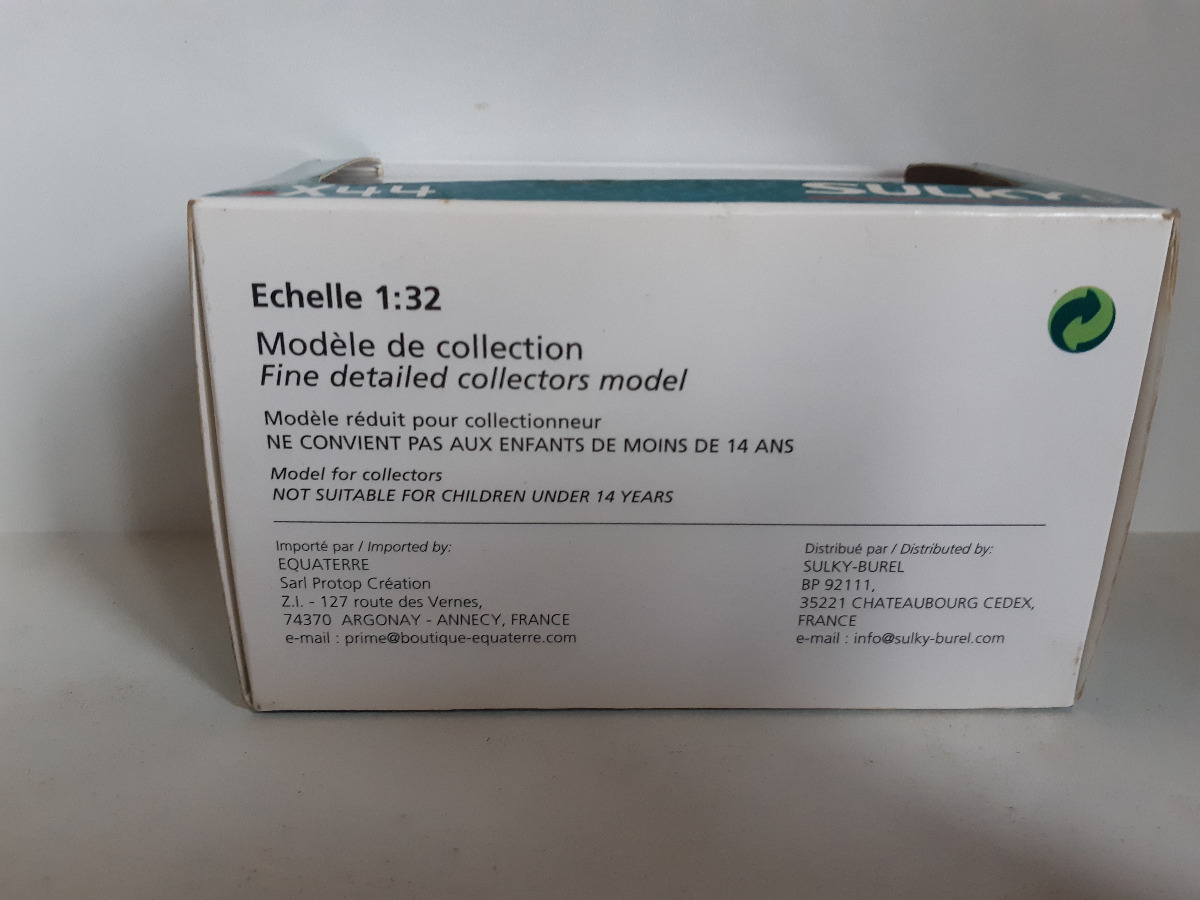 X44
SULKY
Echelle 1:32
Modèle de collection
Fine detailed collectors model
Modèle réduit pour collectionneur
NE CONVIENT PAS AUX ENFANTS DE MOINS DE 14 ANS
Model for collectors
NOT SUITABLE FOR CHILDREN UNDER 14 YEARS
Importé par / Imported by:
EQUATERRE
Sarl Protop Création
Z.I. - 127 route des Vernes,
74370 ARGONAY - ANNECY, FRANCE
e-mail : prime@boutique-equaterre.com
Distribué par / Distributed by:
SULKY-BUREL
BP 92111,
35221 CHATEAUBOURG CEDEX,
FRANCE
e-mail : info@sulky-burel.com